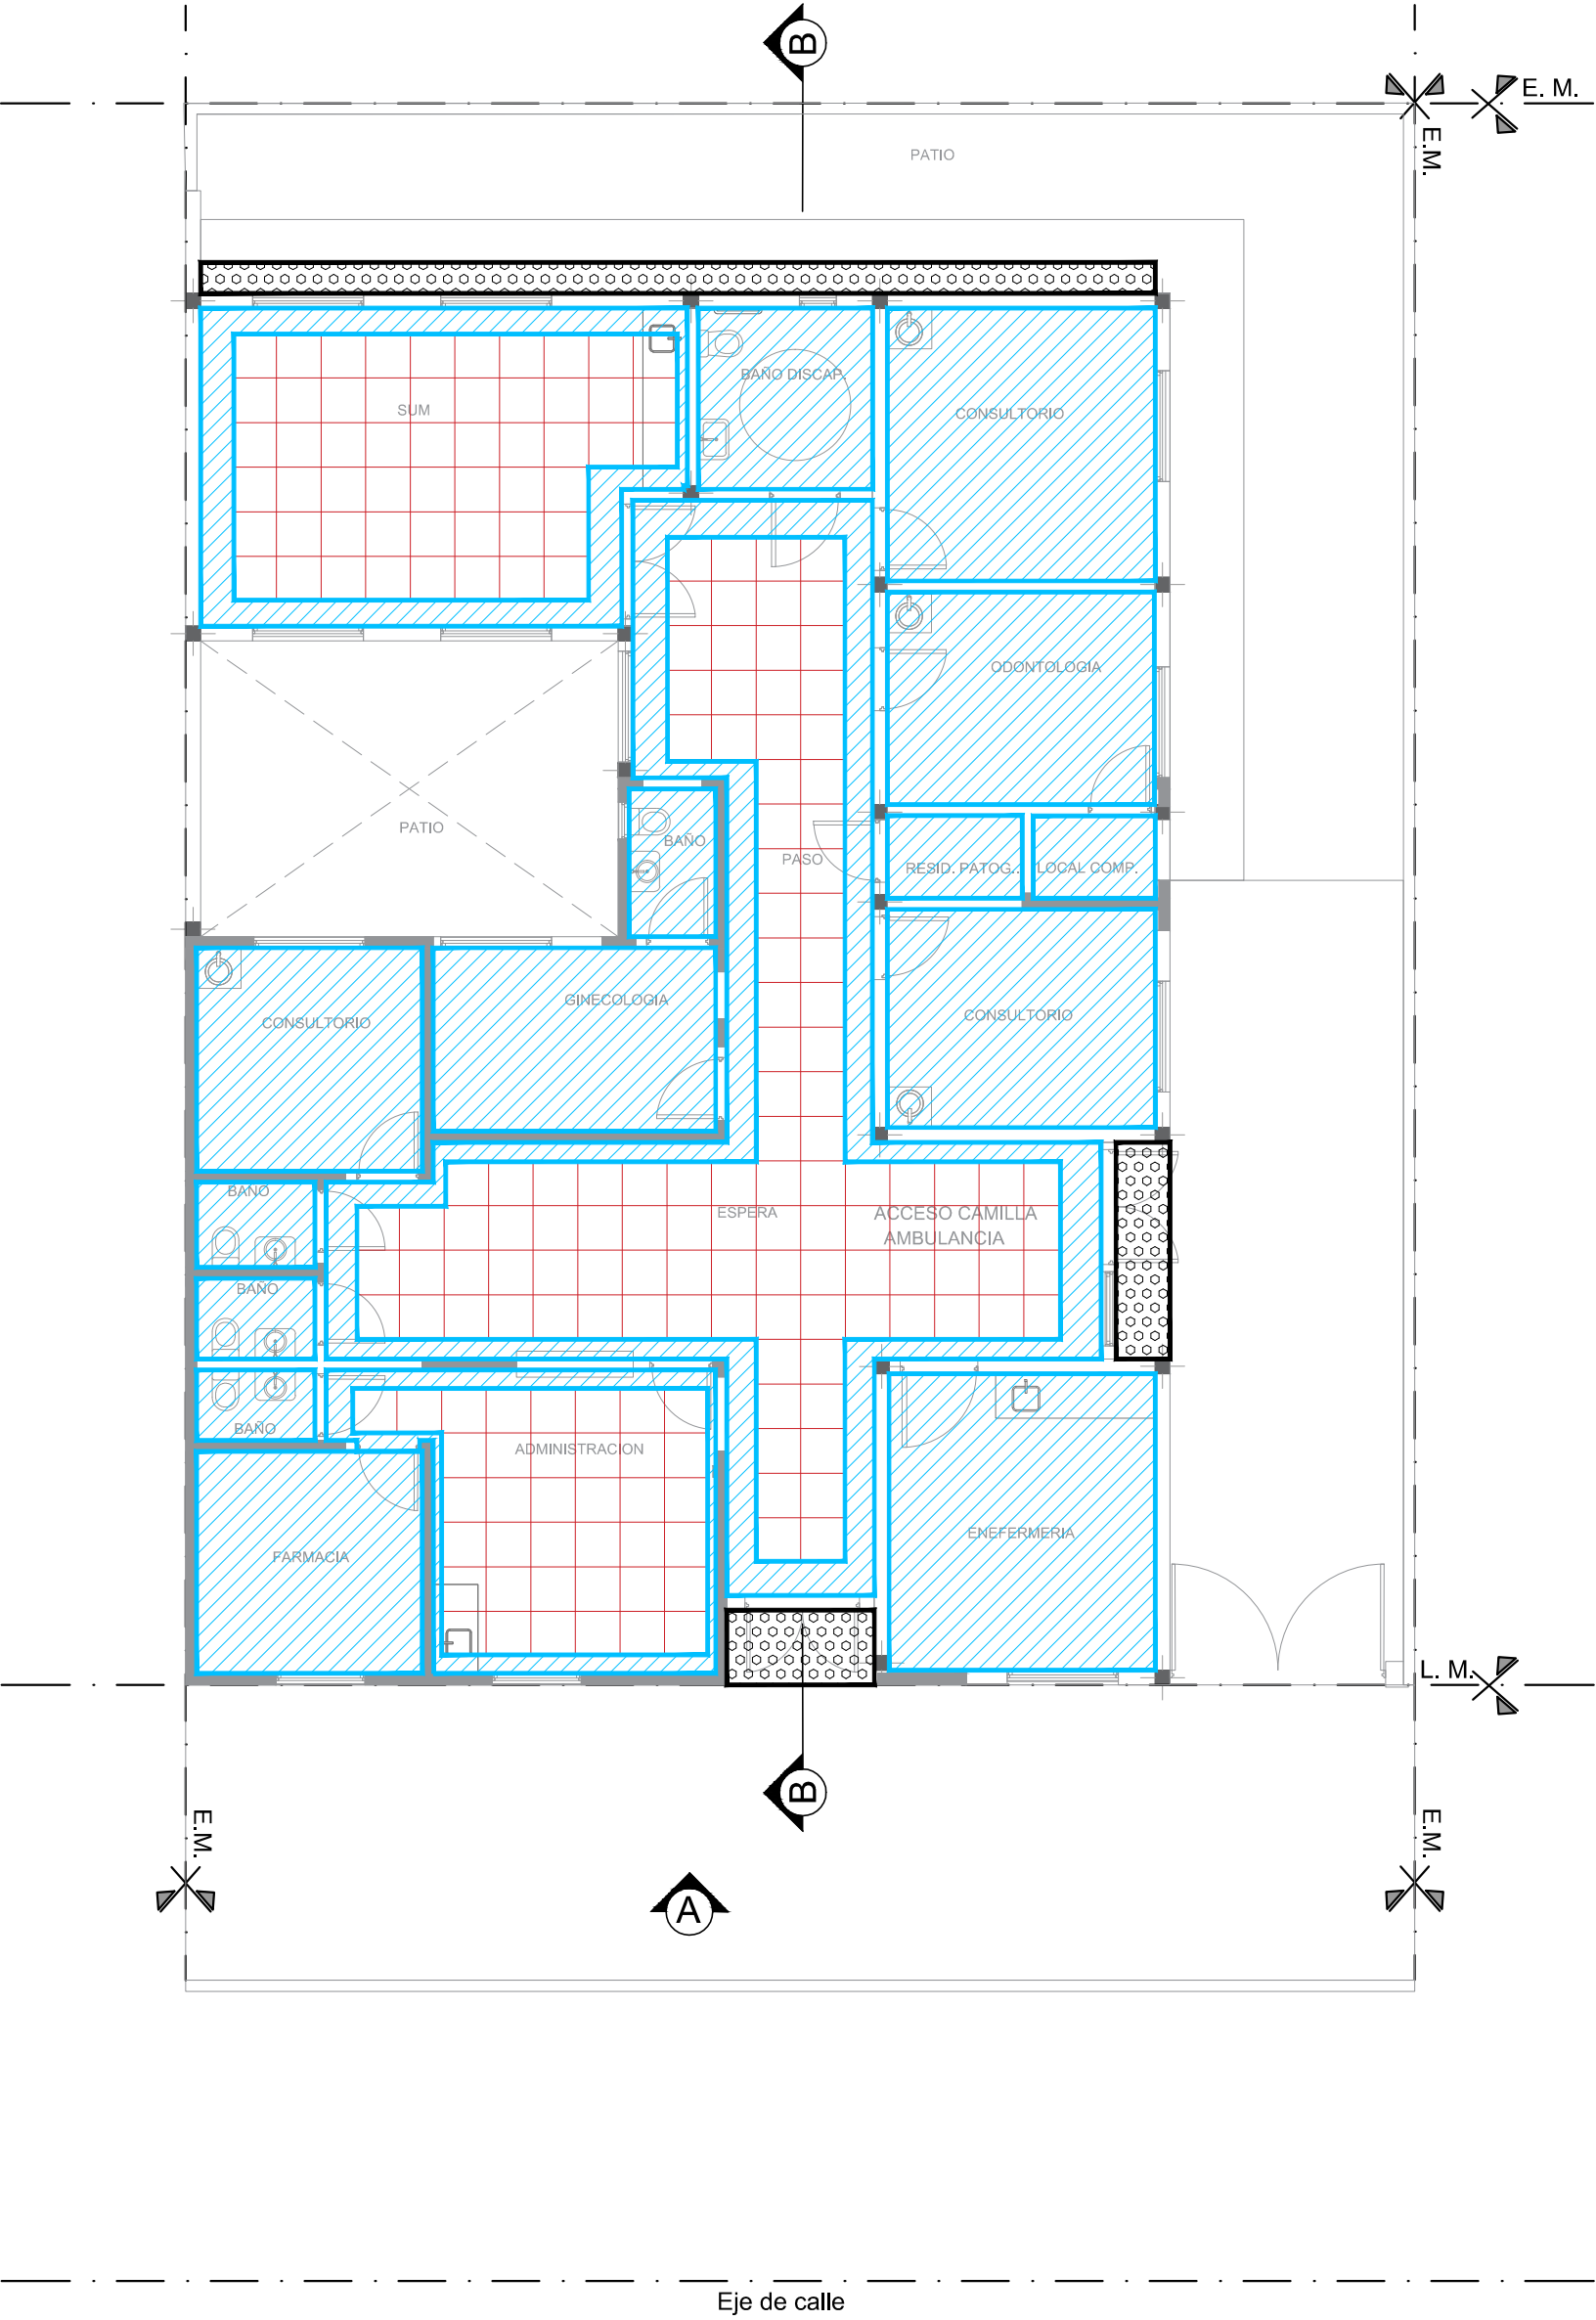 B
E. M.
E.M.
PATIO
SUM
BAÑO DISCAP.
CONSULTORIO
ODONTOLOGIA
PATIO
BAÑO
PASO
RESID. PATOG..
LOCAL COMP.
CONSULTORIO
GINECOLOGIA
CONSULTORIO
BAÑO
ESPERA
ACCESO CAMILLA
AMBULANCIA
BAÑO
BAÑO
ADMINISTRACION
ENEFERMERIA
FARMACIA
L. M.
B
E.M.
E.M.
A
Eje de calle